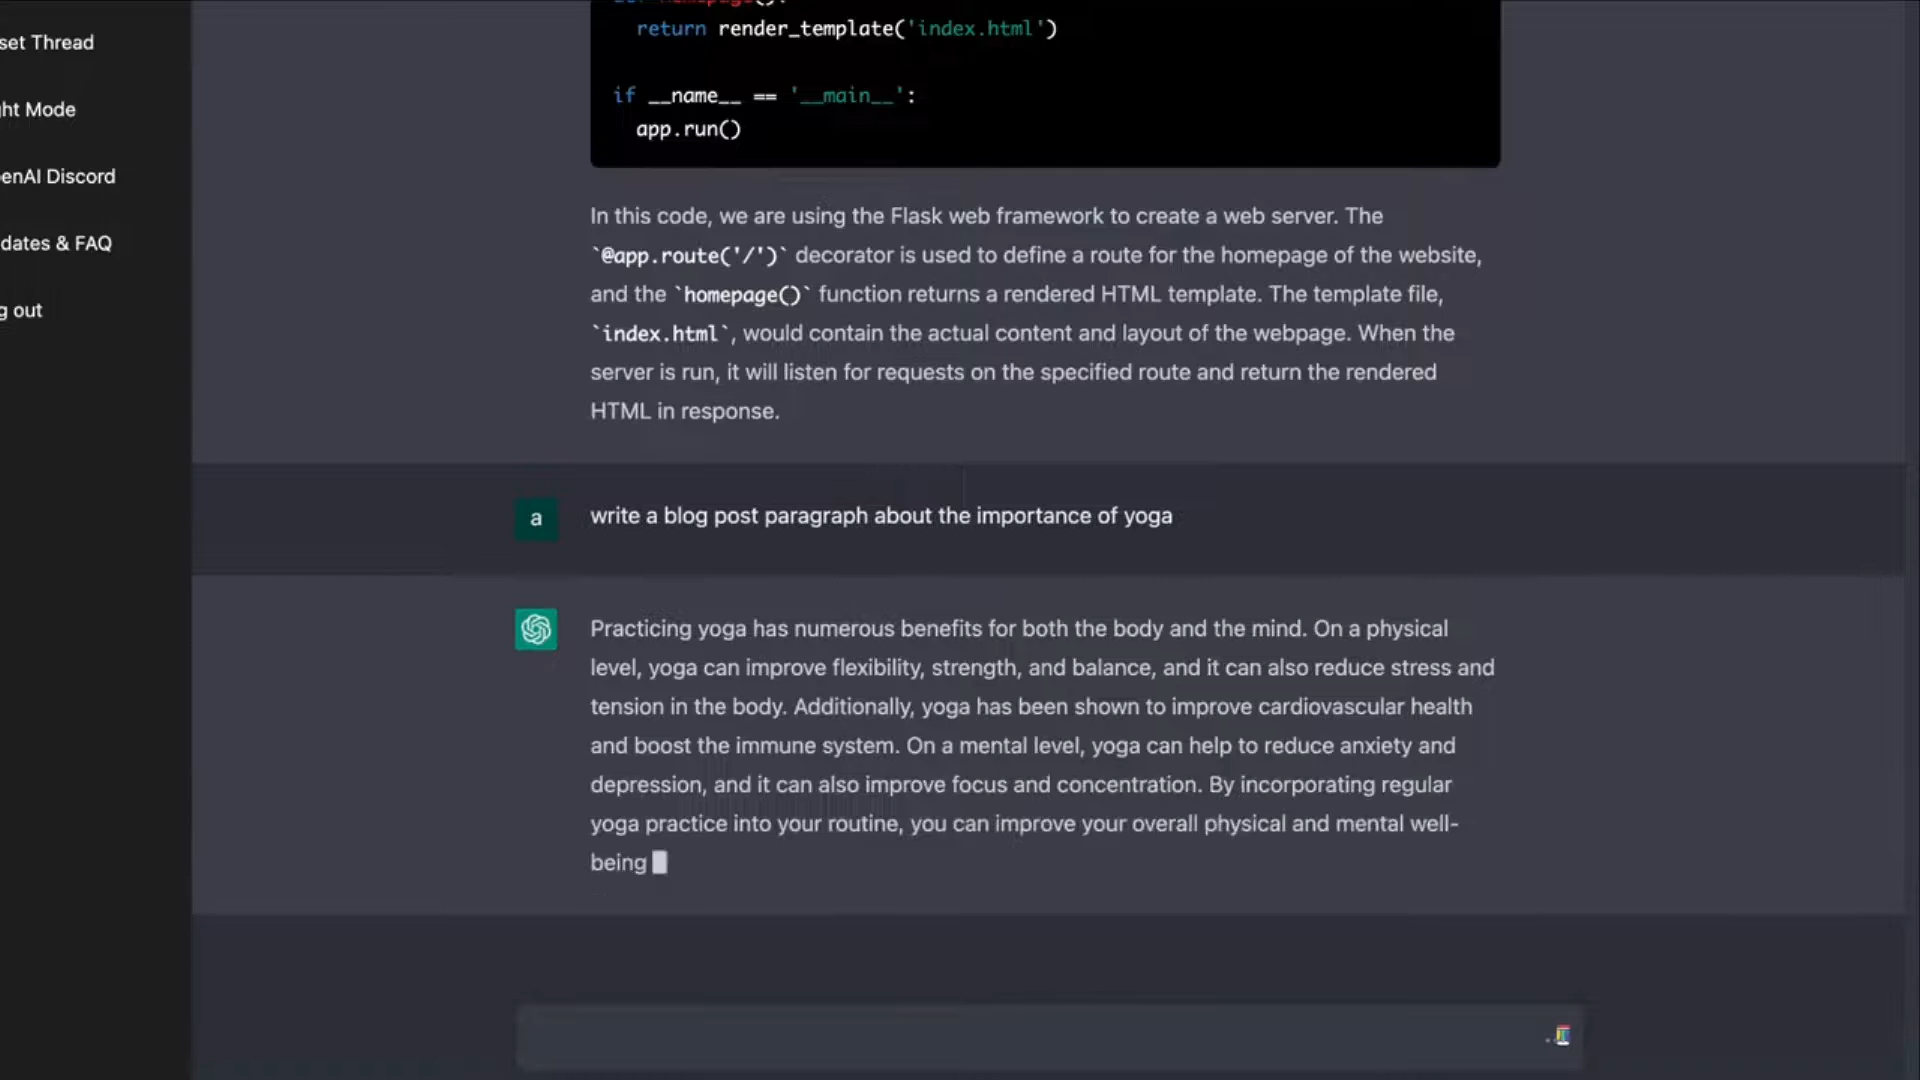 set Thread
ht Mode
enAI Discord
dates & FAQ
g out
return render_template('index.html')
if __name__ == '__main__':
app.run()
In this code, we are using the Flask web framework to create a web server. The
`@app.route('/')` decorator is used to define a route for the homepage of the website,
and the `homepage()` function returns a rendered HTML template. The template file,
`index.html`, would contain the actual content and layout of the webpage. When the
server is run, it will listen for requests on the specified route and return the rendered
HTML in response.
a
write a blog post paragraph about the importance of yoga
Practicing yoga has numerous benefits for both the body and the mind. On a physical
level, yoga can improve flexibility, strength, and balance, and it can also reduce stress and
tension in the body. Additionally, yoga has been shown to improve cardiovascular health
and boost the immune system. On a mental level, yoga can help to reduce anxiety and
depression, and it can also improve focus and concentration. By incorporating regular
yoga practice into your routine, you can improve your overall physical and mental well-
being